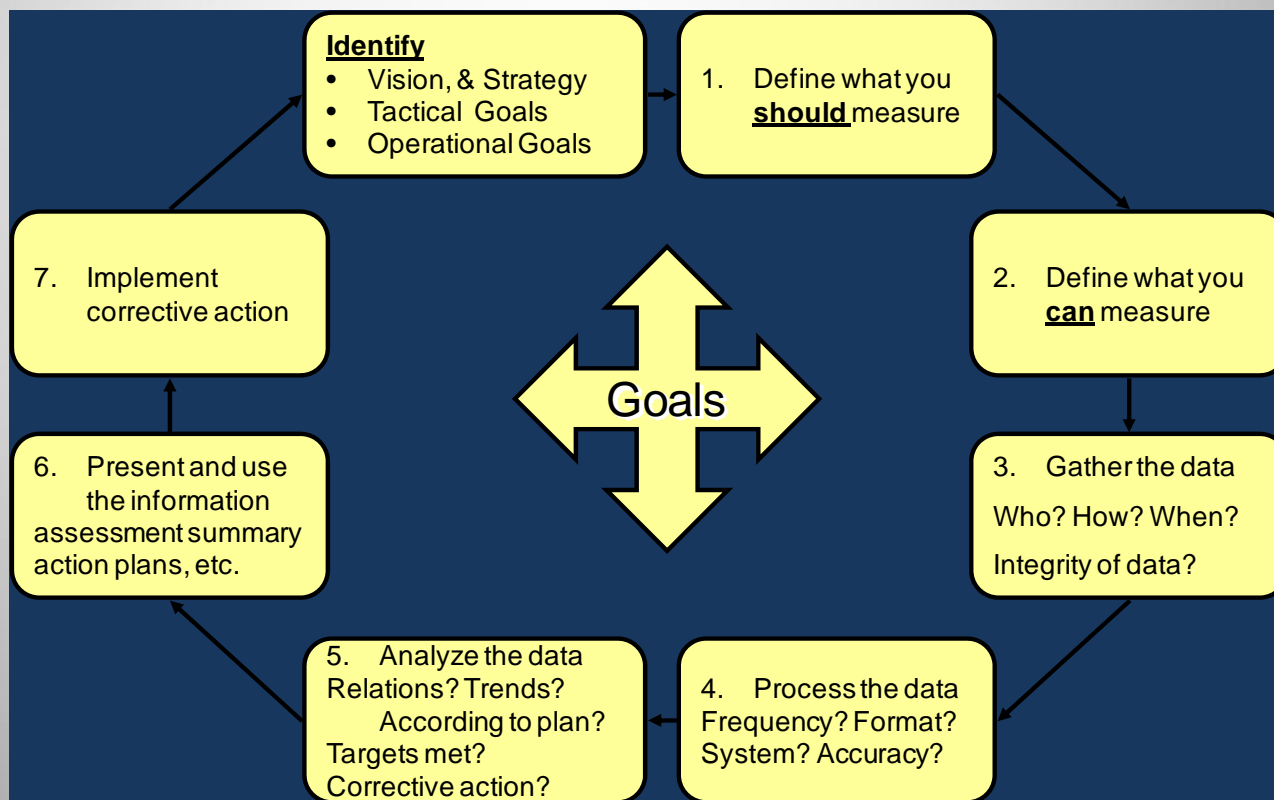 Identify
• Vision, & Strategy
• Tactical Goals
• Operational Goals
1. Define what you
should measure
2. Define what you
can measure
3. Gather the data
Who? How? When?
Integrity of data?
4. Process the data
Frequency? Format?
System? Accuracy?
5. Analyze the data
Relations? Trends?
According to plan?
Targets met?
Corrective action?
6. Present and use
the information
assessment summary
action plans, etc.
7. Implement
corrective action
Goals